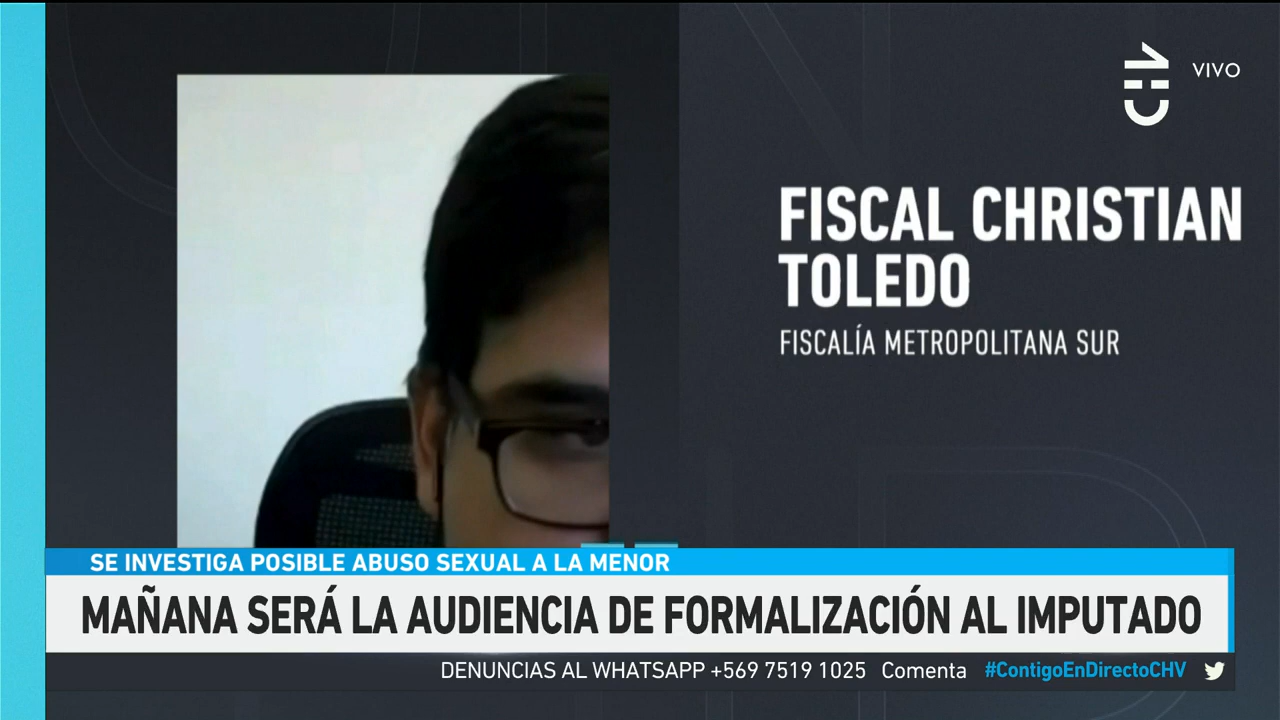 CHV
VIVO
FISCAL CHRISTIAN
TOLEDO
FISCALÍA METROPOLITANA SUR
SE INVESTIGA POSIBLE ABUSO SEXUAL A LA MENOR
MAÑANA SERÁ LA AUDIENCIA DE FORMALIZACIÓN AL IMPUTADO
DENUNCIAS AL WHATSAPP +569 7519 1025 Comenta #ContigoEnDirectoCHV